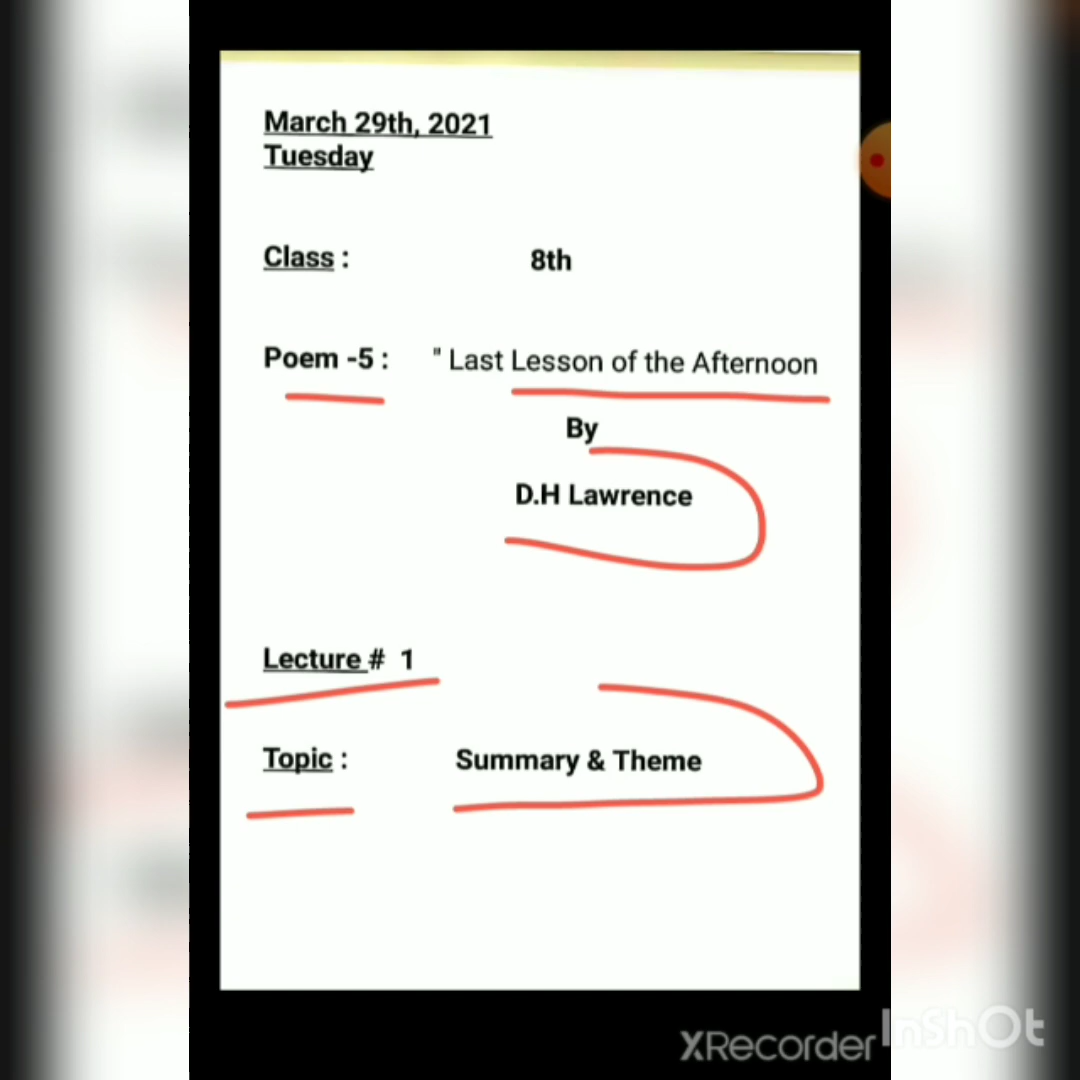 March 29th, 2021
Tuesday
Class : 8th
Poem -5 : " Last Lesson of the Afternoon
By
D.H Lawrence
Lecture # 1
Topic : Summary & Theme
XRecorder InShOt